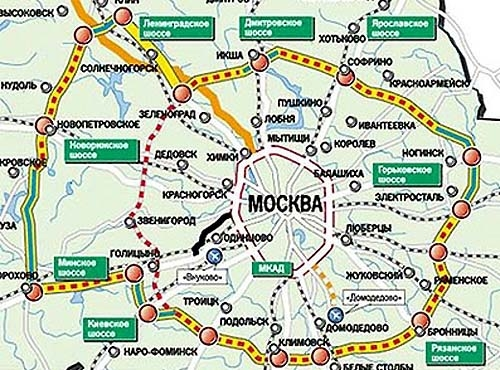 КЛИН
ДМИТРОВ
ВЫСОКОВСК
Ленинградское
шоссе
Дмитровское
шоссе
Ярославское
шоссе
ХОТЬКОВО
ИКША
СОФРИНО
СОЛНЕЧНОГОРСК
КРАСНОАРМЕЙСК
НУДОЛЬ
ПУШКИНО
ЗЕЛЕНОГРАД
ЛОБНЯ
НОВОПЕТРОВСКОЕ
ИВАНТЕЕВКА
МЫТИЩИ
КОРОЛЕВ
Новорижское
шоссе
ДЕДОВСК
ХИМКИ
НОГИНСК
БАЛАШИХА
Горьковское
шоссе
КРАСНОГОРСК
ЭЛЕКТРОСТАЛЬ
МОСКВА
ЗВЕНИГОРОД
ЛЮБЕРЦЫ
ОДИНЦОВО
ГОЛИЦЫНО
Минское
шоссе
«Внуково»
МКАД
ЖУКОВСКИЙ
РАМЕНСКОЕ
«Домодедово»
ТРОИЦК
Киевское
шоссе
ПОДОЛЬСК
ДОМОДЕДОВО
БРОННИЦЫ
НАРО-ФОМИНСК
КЛИМОВСК
Рязанское
шоссе
БЕЛЫЕ СТОЛБЫ